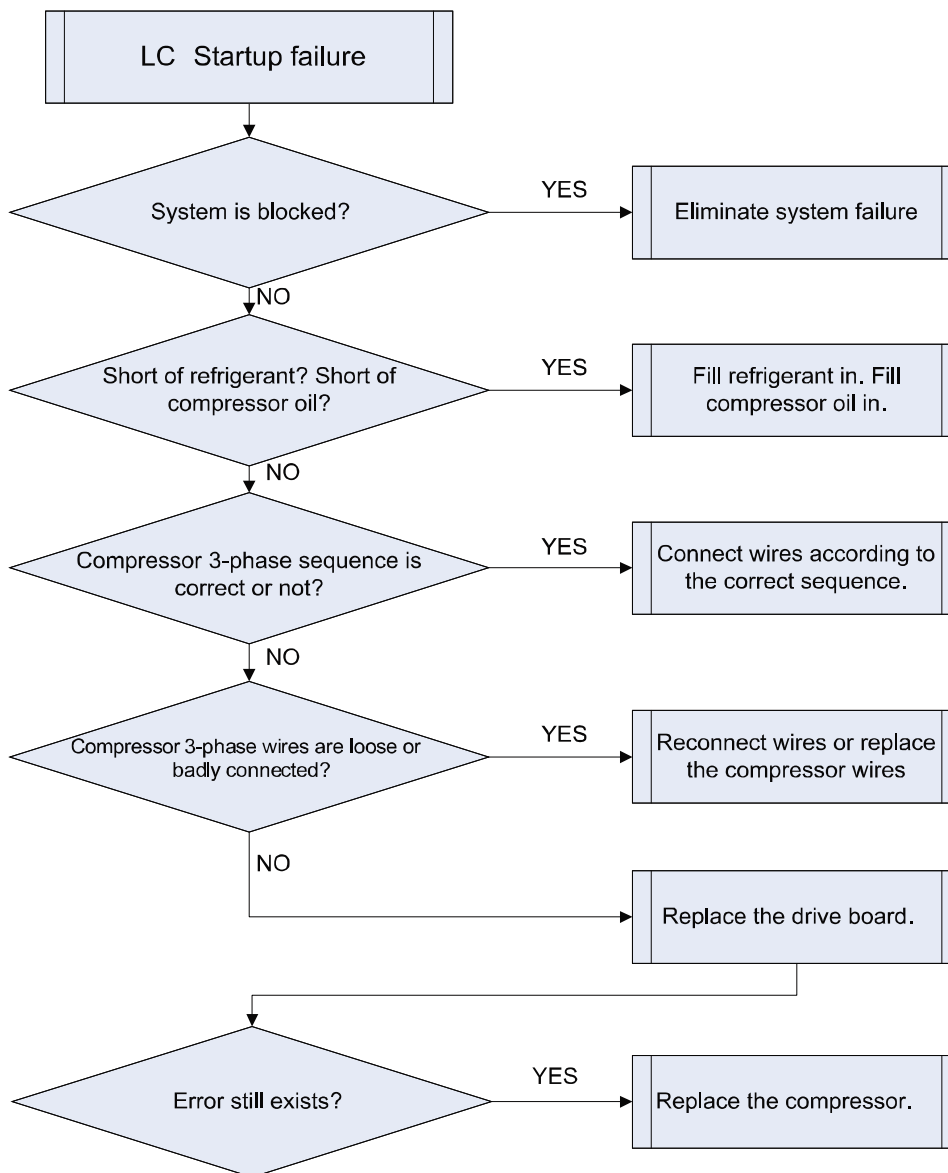 LC Startup failure
System is blocked?
YES
Eliminate system failure
NO
Short of refrigerant? Short of
compressor oil?
YES
Fill refrigerant in. Fill
compressor oil in.
NO
Compressor 3-phase sequence is
correct or not?
YES
Connect wires according to
the correct sequence.
NO
Compressor 3-phase wires are loose or
badly connected?
YES
Reconnect wires or replace
the compressor wires
NO
Replace the drive board.
Error still exists?
YES
Replace the compressor.